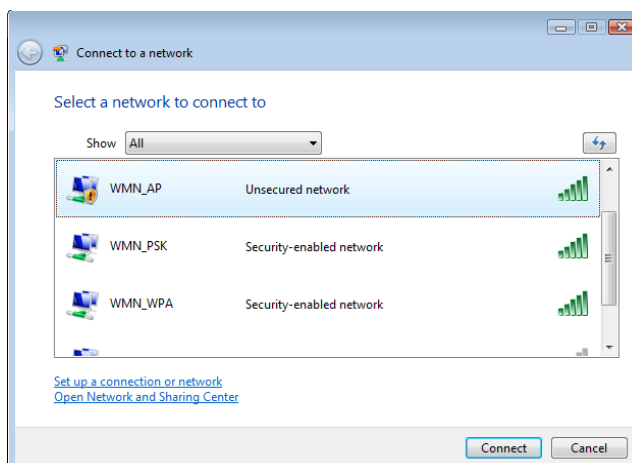 Connect to a network
Select a network to connect to
Show All
WMN_AP Unsecured network
WMN_PSK Security-enabled network
WMN_WPA Security-enabled network
Set up a connection or network
Open Network and Sharing Center
Connect Cancel